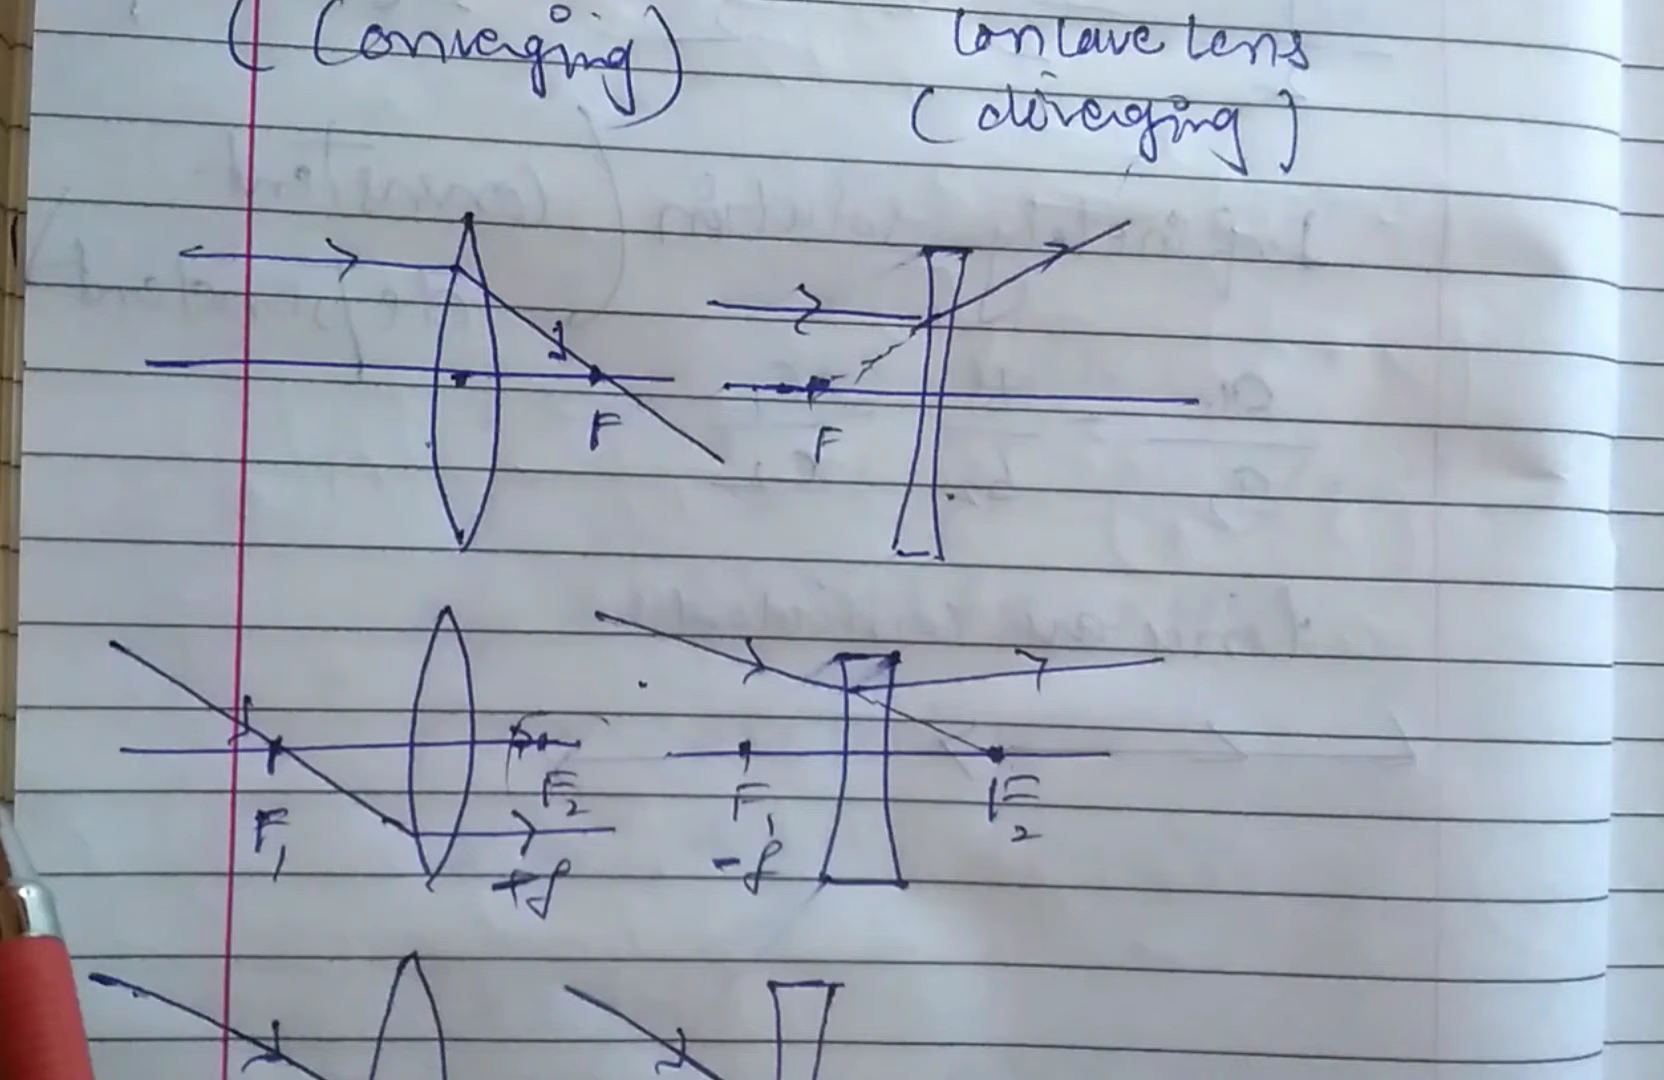 (Converging)
Concave lens
(diverging)
F
F
F₁
F₂
+f
F₁
-f
F₂